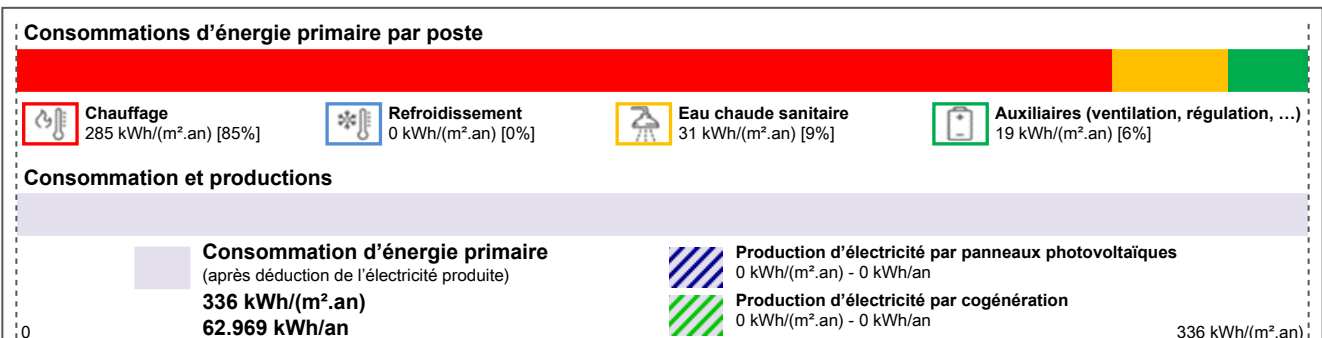 Consommations d’énergie primaire par poste
Chauffage
285 kWh/(m².an) [85%]
Refroidissement
0 kWh/(m².an) [0%]
Eau chaude sanitaire
31 kWh/(m².an) [9%]
Auxiliaires (ventilation, régulation, …)
19 kWh/(m².an) [6%]
Consommation et productions
Consommation d’énergie primaire
(après déduction de l’électricité produite)
336 kWh/(m².an)
62.969 kWh/an
Production d’électricité par panneaux photovoltaïques
0 kWh/(m².an) - 0 kWh/an
Production d’électricité par cogénération
0 kWh/(m².an) - 0 kWh/an
0
336 kWh/(m².an)